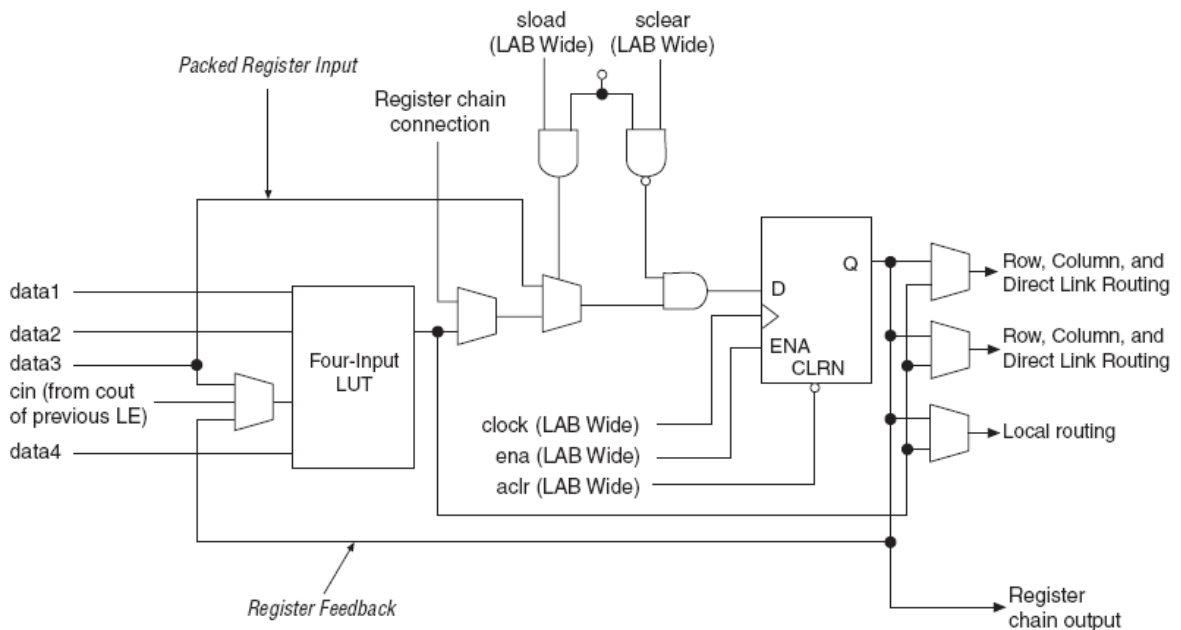 sload
(LAB Wide)
sclear
(LAB Wide)
Packed Register Input
Register chain
connection
data1
data2
data3
cin (from cout
of previous LE)
data4
Four-Input
LUT
Q
D
ENA
CLRN
clock (LAB Wide)
ena (LAB Wide)
aclr (LAB Wide)
Row, Column, and
Direct Link Routing
Row, Column, and
Direct Link Routing
Local routing
Register Feedback
Register
chain output